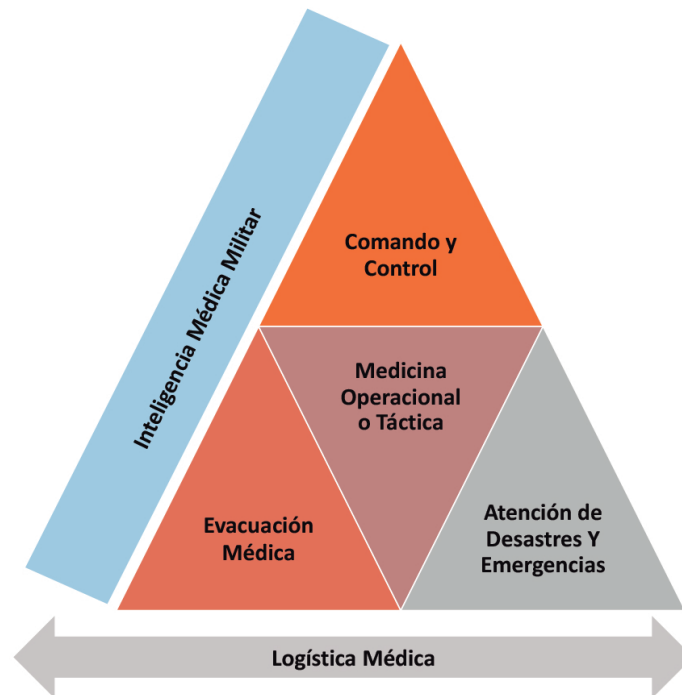 Inteligencia Médica Militar
Comando y
Control
Medicina
Operacional
o Táctica
Evacuación
Médica
Atención de
Desastres Y
Emergencias
Logística Médica